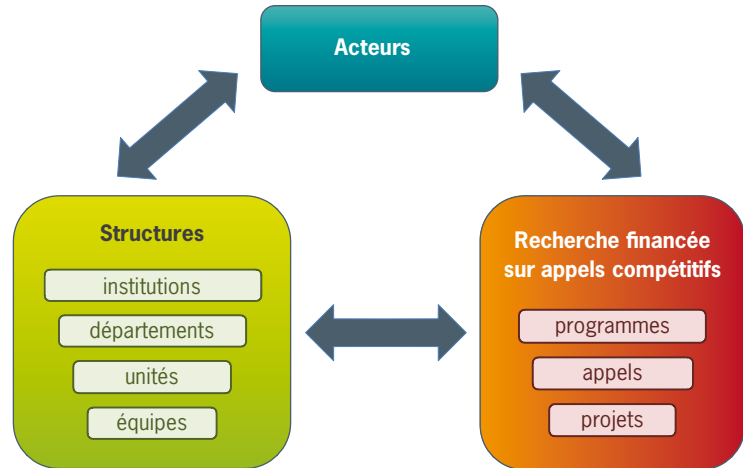 Acteurs
Structures
institutions
départements
unités
équipes
Recherche financée
sur appels compétitifs
programmes
appels
projets